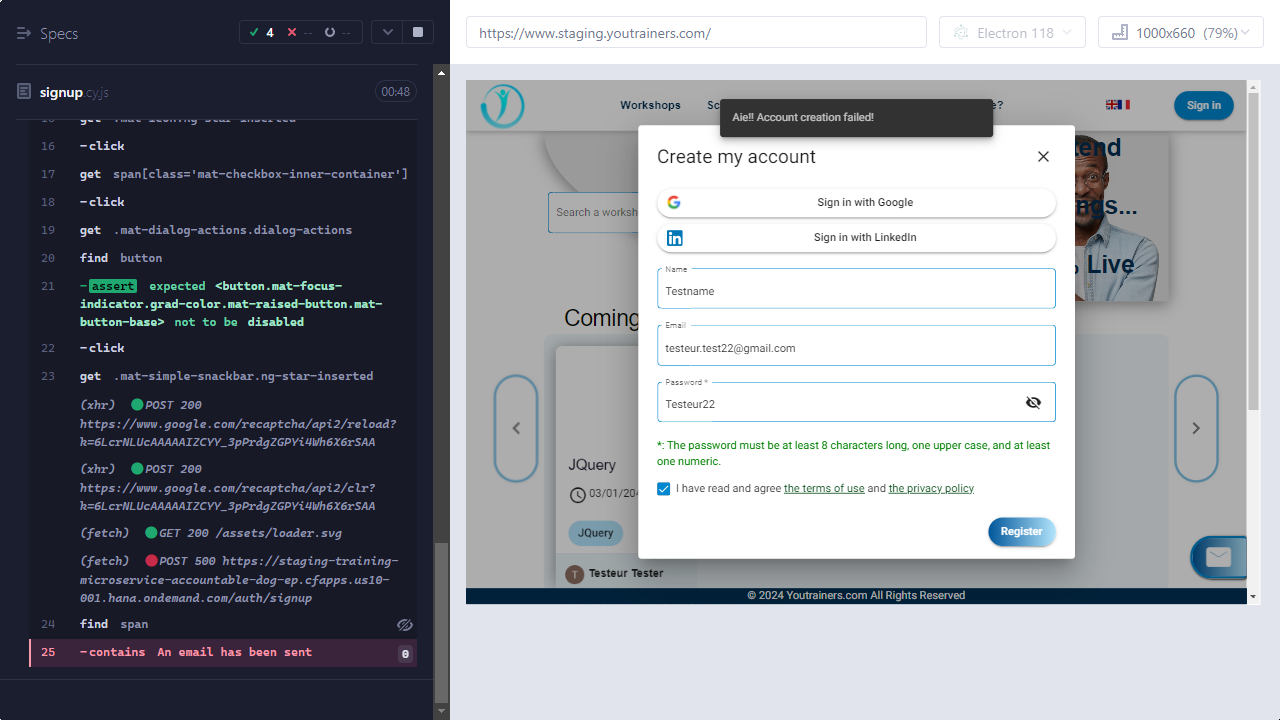 Specs
4
--
--
signup.cy.js
00:48
16 -click
17 get span[class='mat-checkbox-inner-container']
18 -click
19 get .mat-dialog-actions.dialog-actions
20 find button
21 -assert expected <button.mat-focus-
indicator.grad-color.mat-raised-button.mat-
button-base> not to be disabled
22 -click
23 get .mat-simple-snackbar.ng-star-inserted
(xhr) POST 200
https://www.google.com/recaptcha/api2/reload?
k=6LcrNLUcAAAAAIZCYY_3pPrdgZGPYi4Wh6X6rSAA
(xhr) POST 200
https://www.google.com/recaptcha/api2/clr?
k=6LcrNLUcAAAAAIZCYY_3pPrdgZGPYi4Wh6X6rSAA
(fetch) GET 200 /assets/loader.svg
(fetch) POST 500 https://staging-training-
microservice-accountable-dog-ep.cfapps.us10-
001.hana.ondemand.com/auth/signup
24 find span
25 -contains An email has been sent 0
https://www.staging.youtrainers.com/
Electron 118
1000x660 (79%)
Workshops
Sign in
Aie!! Account creation failed!
Create my account
Sign in with Google
Sign in with LinkedIn
Name
Testname
Email
testeur.test22@gmail.com
Password *
Testeur22
*: The password must be at least 8 characters long, one upper case, and at least
one numeric.
I have read and agree the terms of use and the privacy policy
Register
Search a worksh
Live
Coming
JQuery
03/01/20
JQuery
T Testeur Tester
© 2024 Youtrainers.com All Rights Reserved